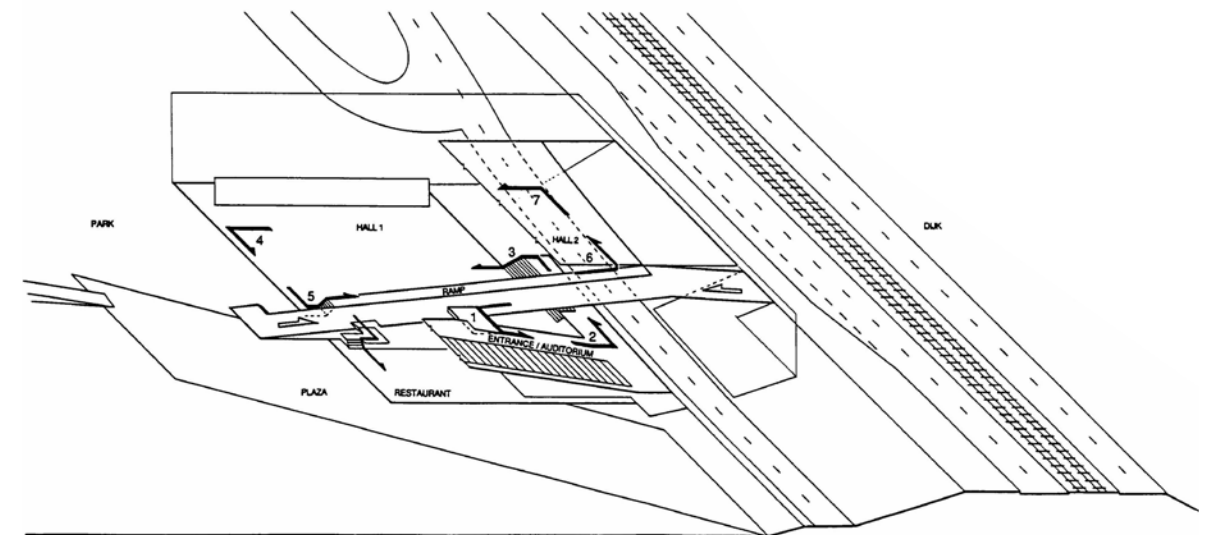 PARK
HALL 1
HALL 2
DIJK
7
4
3
6
5
RAMP
1
2
ENTRANCE / AUDITORIUM
PLAZA
RESTAURANT